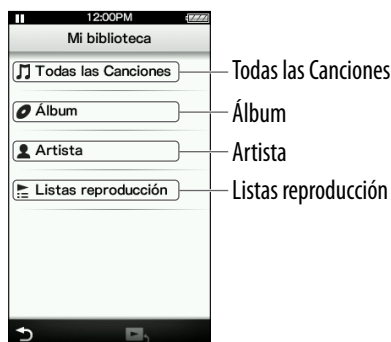 12:00PM
Mi biblioteca
Todas las Canciones
Álbum
Artista
Listas reproducción
Todas las Canciones
Álbum
Artista
Listas reproducción